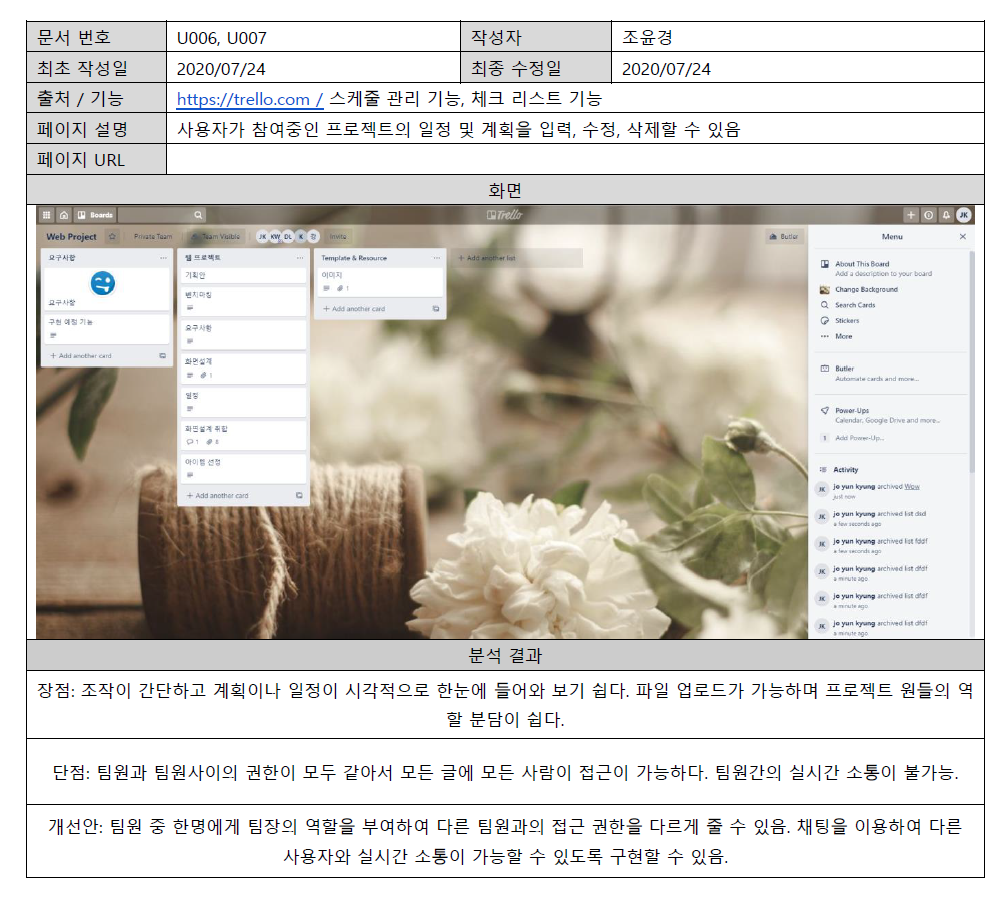 문서 번호 U006, U007 작성자 조윤경
최초 작성일 2020/07/24 최종 수정일 2020/07/24
출처 / 기능 https://trello.com / 스케줄 관리 기능, 체크 리스트 기능
페이지 설명 사용자가 참여중인 프로젝트의 일정 및 계획을 입력, 수정, 삭제할 수 있음
페이지 URL
화면
Boards Trello JK
Web Project Private Team Team Visible JK KW DL K 강 Invite Butler Menu
요구사항
요구사항
구현 예정 기능
+ Add another card
웹 프로젝트
기획안
벤치마킹
요구사항
화면설계
1
일정
화면설계 취합
1 8
아이템 선정
+ Add another card
Template & Resource
이미지
1
+ Add another card
+ Add another list
About This Board
Add a description to your board
Change Background
Search Cards
Stickers
More
Butler
Automate cards and more...
Power-Ups
Calendar, Google Drive and more...
1 Add Power-Up...
Activity
JK jo yun kyung archived Wow
just now
JK jo yun kyung archived list dsd
a few seconds ago
JK jo yun kyung archived list fddf
a few seconds ago
JK jo yun kyung archived list dfdf
a minute ago
JK jo yun kyung archived list dfdf
a minute ago
JK jo yun kyung archived list dfdf
a minute ago
분석 결과
장점: 조작이 간단하고 계획이나 일정이 시각적으로 한눈에 들어와 보기 쉽다. 파일 업로드가 가능하며 프로젝트 원들의 역
할 분담이 쉽다.
단점: 팀원과 팀원사이의 권한이 모두 같아서 모든 글에 모든 사람이 접근이 가능하다. 팀원간의 실시간 소통이 불가능.
개선안: 팀원 중 한명에게 팀장의 역할을 부여하여 다른 팀원과의 접근 권한을 다르게 줄 수 있음. 채팅을 이용하여 다른
사용자와 실시간 소통이 가능할 수 있도록 구현할 수 있음.